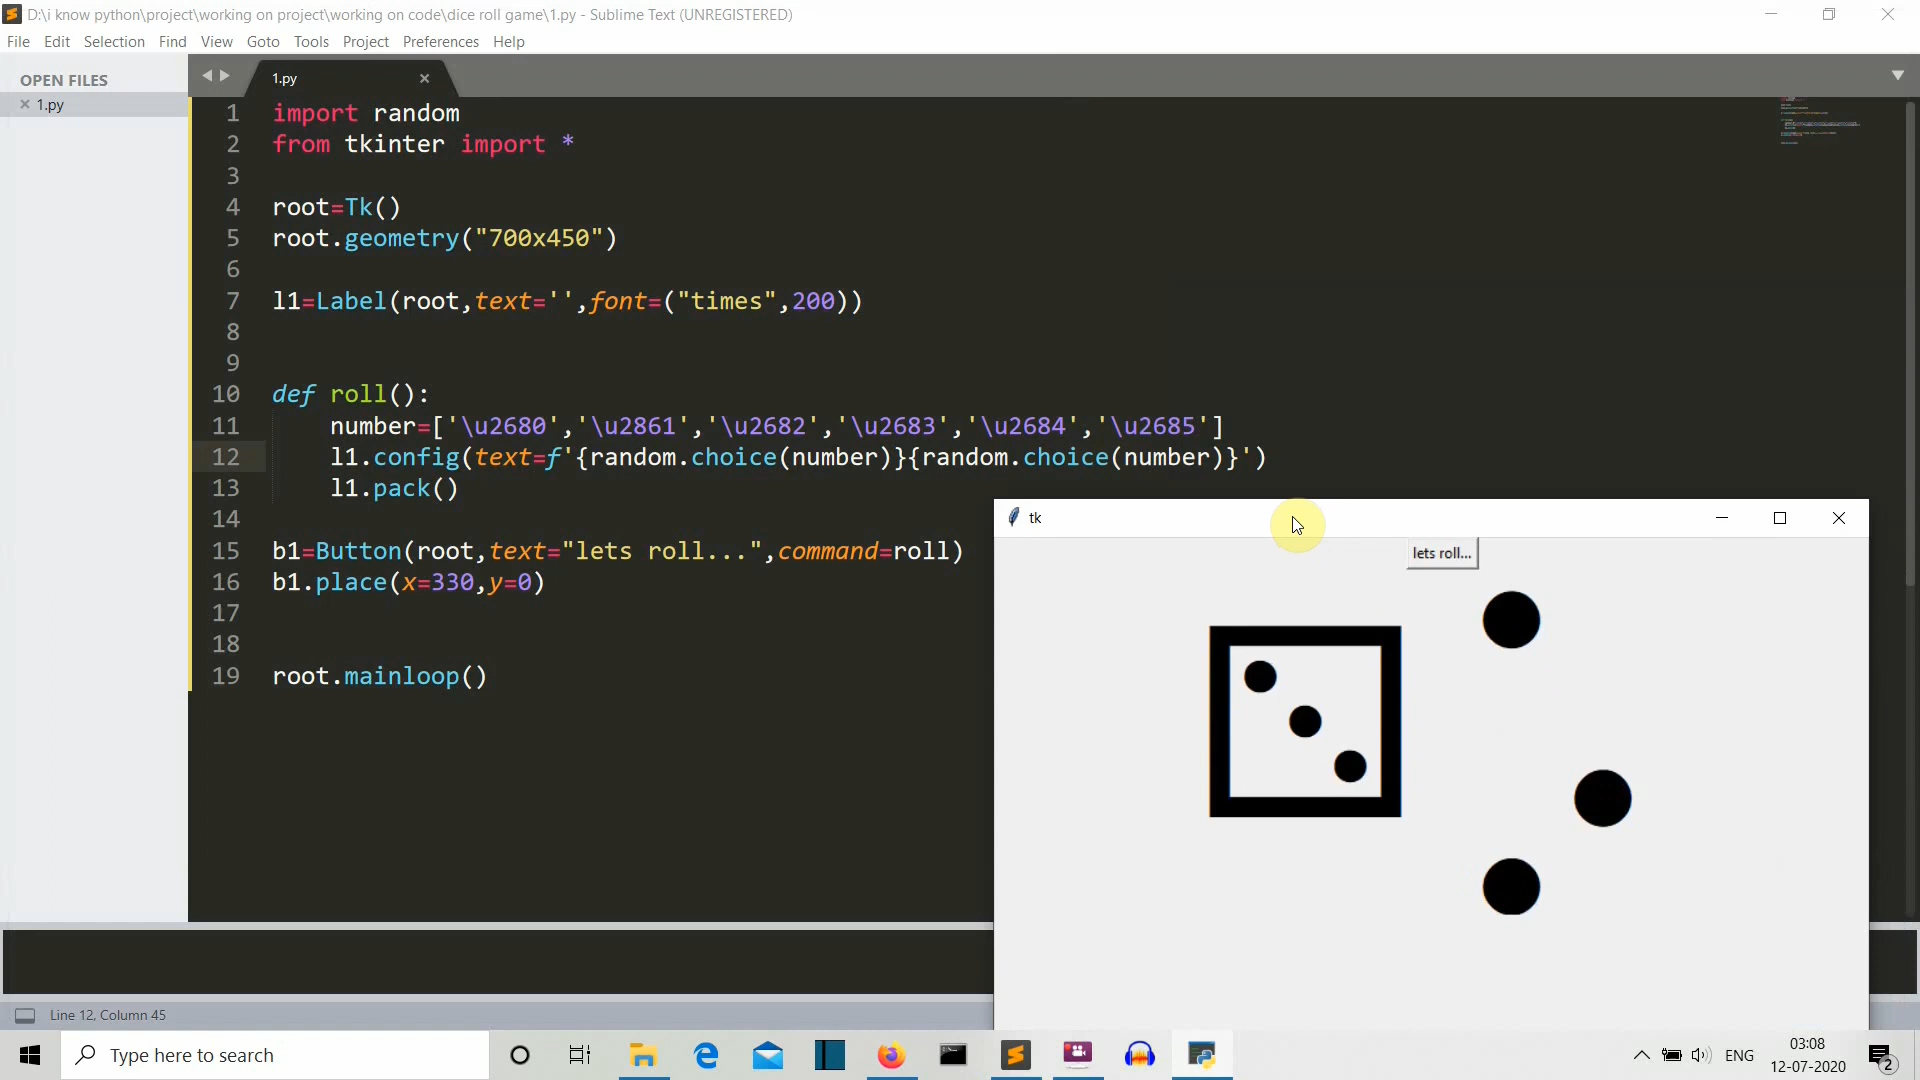 D:\i know python\project\working on project\working on code\dice roll game\1.py - Sublime Text (UNREGISTERED)
File Edit Selection Find View Goto Tools Project Preferences Help
OPEN FILES
1.py
1.py
1 import random
2 from tkinter import *
3
4 root=Tk()
5 root.geometry("700x450")
6
7 l1=Label(root,text='',font=("times",200))
8
9
10 def roll():
11 number=['\u2680','\u2861','\u2682','\u2683','\u2684','\u2685']
12 l1.config(text=f'{random.choice(number)}{random.choice(number)}')
13 l1.pack()
14
15 b1=Button(root,text="lets roll...",command=roll)
16 b1.place(x=330,y=0)
17
18
19 root.mainloop()
tk
lets roll...
Line 12, Column 45
Type here to search
ENG
03:08
12-07-2020
2